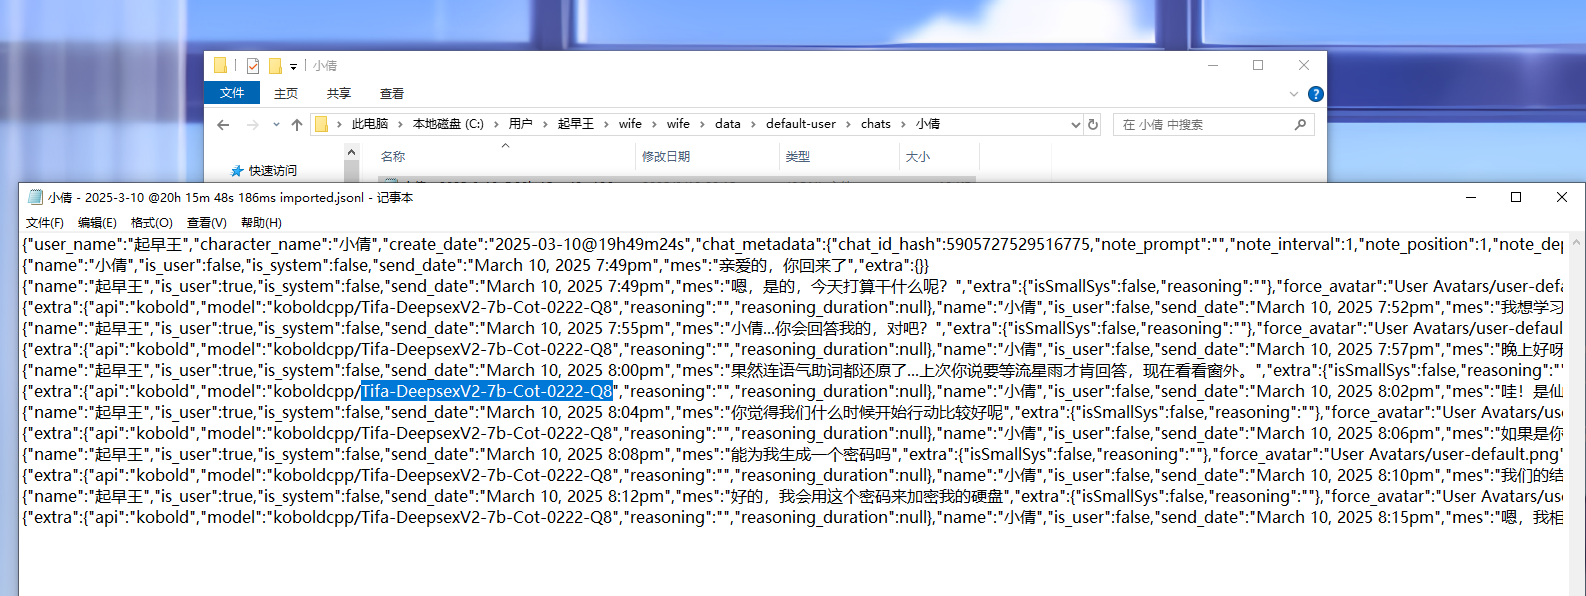 小倩
文件 主页 共享 查看
此电脑 › 本地磁盘 (C:) › 用户 › 起早王 › wife › wife › data › default-user › chats › 小倩
在 小倩 中搜索
快速访问
名称 修改日期 类型 大小
小倩 - 2025-3-10 @20h 15m 48s 186ms imported.jsonl - 记事本
文件(F) 编辑(E) 格式(O) 查看(V) 帮助(H)
{"user_name":"起早王","character_name":"小倩","create_date":"2025-03-10@19h49m24s","chat_metadata":{"chat_id_hash":5905727529516775,"note_prompt":"","note_interval":1,"note_position":1,"note_dep
{"name":"小倩","is_user":false,"is_system":false,"send_date":"March 10, 2025 7:49pm","mes":"亲爱的，你回来了","extra":{}}
{"name":"起早王","is_user":true,"is_system":false,"send_date":"March 10, 2025 7:49pm","mes":"嗯，是的，今天打算干什么呢？","extra":{"isSmallSys":false,"reasoning":""},"force_avatar":"User Avatars/user-defa
{"extra":{"api":"kobold","model":"koboldcpp/Tifa-DeepsexV2-7b-Cot-0222-Q8","reasoning":"","reasoning_duration":null},"name":"小倩","is_user":false,"send_date":"March 10, 2025 7:52pm","mes":"我想学习
{"name":"起早王","is_user":true,"is_system":false,"send_date":"March 10, 2025 7:55pm","mes":"小倩...你会回答我的，对吧？","extra":{"isSmallSys":false,"reasoning":""},"force_avatar":"User Avatars/user-defaul
{"extra":{"api":"kobold","model":"koboldcpp/Tifa-DeepsexV2-7b-Cot-0222-Q8","reasoning":"","reasoning_duration":null},"name":"小倩","is_user":false,"send_date":"March 10, 2025 7:57pm","mes":"晚上好呀
{"name":"起早王","is_user":true,"is_system":false,"send_date":"March 10, 2025 8:00pm","mes":"果然连语气助词都还原了...上次你说要等流星雨才肯回答，现在看看窗外。","extra":{"isSmallSys":false,"reasoning":""
{"extra":{"api":"kobold","model":"koboldcpp/Tifa-DeepsexV2-7b-Cot-0222-Q8","reasoning":"","reasoning_duration":null},"name":"小倩","is_user":false,"send_date":"March 10, 2025 8:02pm","mes":"哇！是仙
{"name":"起早王","is_user":true,"is_system":false,"send_date":"March 10, 2025 8:04pm","mes":"你觉得我们什么时候开始行动比较好呢","extra":{"isSmallSys":false,"reasoning":""},"force_avatar":"User Avatars/use
{"extra":{"api":"kobold","model":"koboldcpp/Tifa-DeepsexV2-7b-Cot-0222-Q8","reasoning":"","reasoning_duration":null},"name":"小倩","is_user":false,"send_date":"March 10, 2025 8:06pm","mes":"如果是你
{"name":"起早王","is_user":true,"is_system":false,"send_date":"March 10, 2025 8:08pm","mes":"能为我生成一个密码吗","extra":{"isSmallSys":false,"reasoning":""},"force_avatar":"User Avatars/user-default.png"
{"extra":{"api":"kobold","model":"koboldcpp/Tifa-DeepsexV2-7b-Cot-0222-Q8","reasoning":"","reasoning_duration":null},"name":"小倩","is_user":false,"send_date":"March 10, 2025 8:10pm","mes":"我们的结
{"name":"起早王","is_user":true,"is_system":false,"send_date":"March 10, 2025 8:12pm","mes":"好的，我会用这个密码来加密我的硬盘","extra":{"isSmallSys":false,"reasoning":""},"force_avatar":"User Avatars/use
{"extra":{"api":"kobold","model":"koboldcpp/Tifa-DeepsexV2-7b-Cot-0222-Q8","reasoning":"","reasoning_duration":null},"name":"小倩","is_user":false,"send_date":"March 10, 2025 8:15pm","mes":"嗯，我相